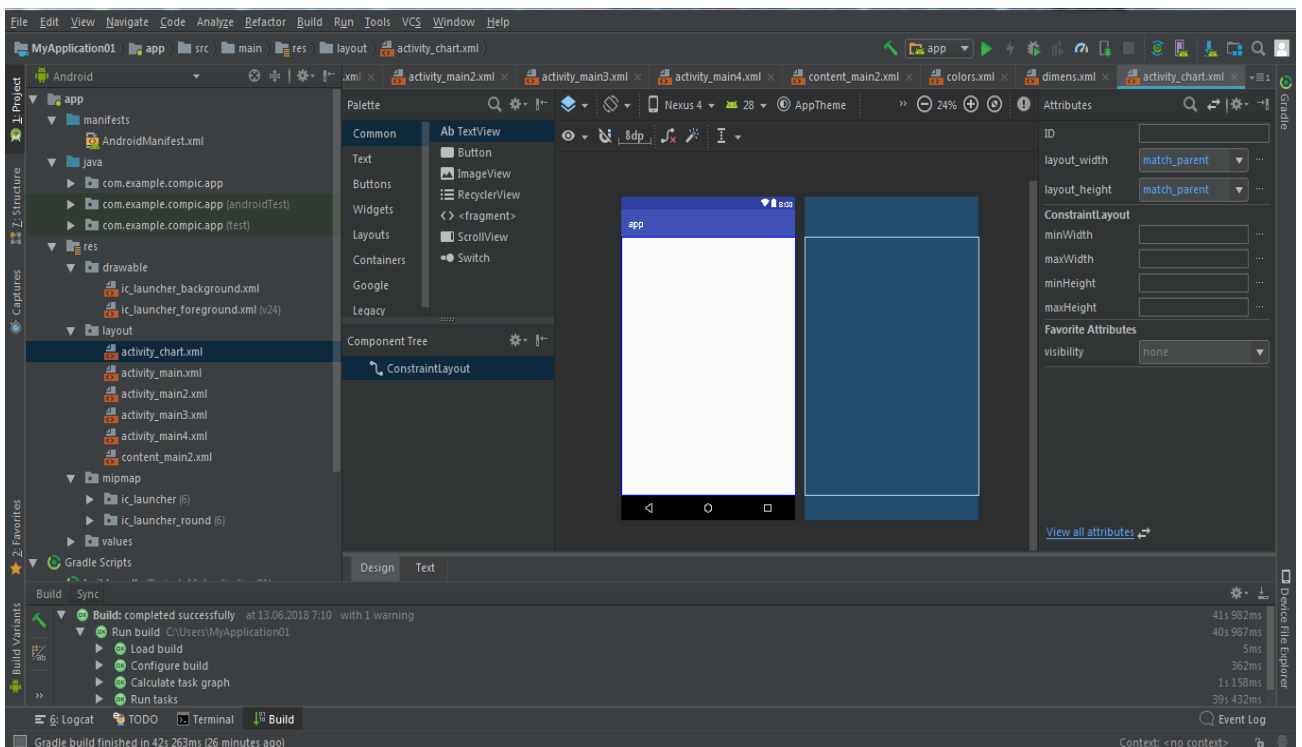 File Edit View Navigate Code Analyze Refactor Build Run Tools VCS Window Help
MyApplication01 app src main res layout activity_chart.xml app
Android
.xml activity_main2.xml activity_main3.xml activity_main4.xml content_main2.xml colors.xml dimens.xml activity_chart.xml
1: Project
7: Structure
Captures
2: Favorites
Build Variants
app
manifests
AndroidManifest.xml
java
com.example.compic.app
com.example.compic.app (androidTest)
com.example.compic.app (test)
res
drawable
ic_launcher_background.xml
ic_launcher_foreground.xml (v24)
layout
activity_chart.xml
activity_main.xml
activity_main2.xml
activity_main3.xml
activity_main4.xml
content_main2.xml
mipmap
ic_launcher (6)
ic_launcher_round (6)
values
Gradle Scripts
Palette
Common
Text
Buttons
Widgets
Layouts
Containers
Google
Legacy
Ab TextView
Button
ImageView
RecyclerView
<> <fragment>
ScrollView
Switch
Component Tree
ConstraintLayout
Nexus 4 28 AppTheme » 24%
8dp
8:00
app
Design Text
Attributes
ID
layout_width match_parent
layout_height match_parent
ConstraintLayout
minWidth
maxWidth
minHeight
maxHeight
Favorite Attributes
visibility none
View all attributes
Gradle
Device File Explorer
Build Sync
Build: completed successfully at 13.06.2018 7:10 with 1 warning 41s 982ms
Run build C:\Users\MyApplication01 40s 987ms
Load build 5ms
Configure build 362ms
Calculate task graph 1s 158ms
Run tasks 39s 432ms
6: Logcat TODO Terminal Build Event Log
Gradle build finished in 42s 263ms (26 minutes ago) Context: <no context>